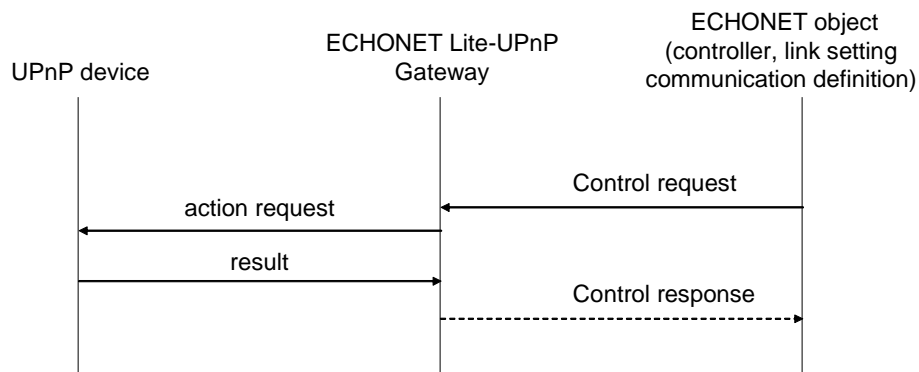 UPnP device
ECHONET Lite-UPnP
Gateway
ECHONET object
(controller, link setting
communication definition)
Control request
action request
result
Control response